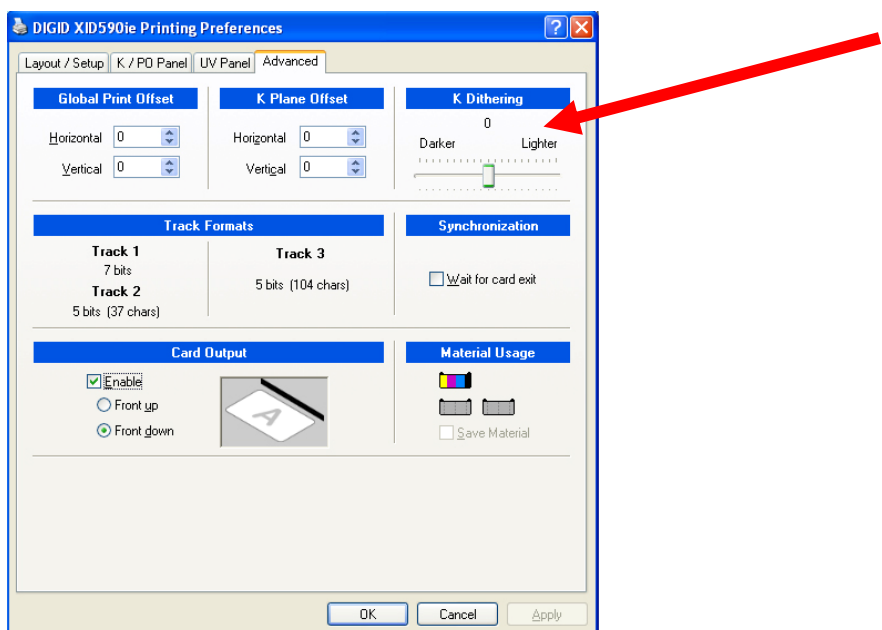 DIGID XID590ie Printing Preferences
Layout / Setup K / PO Panel UV Panel Advanced
Global Print Offset
Horizontal 0
Vertical 0
K Plane Offset
Horizontal 0
Vertical 0
K Dithering
0
Darker Lighter
Track Formats
Track 1
7 bits
Track 2
5 bits (37 chars)
Track 3
5 bits (104 chars)
Synchronization
Wait for card exit
Card Output
Enable
Front up
Front down
A
Material Usage
Save Material
OK Cancel Apply